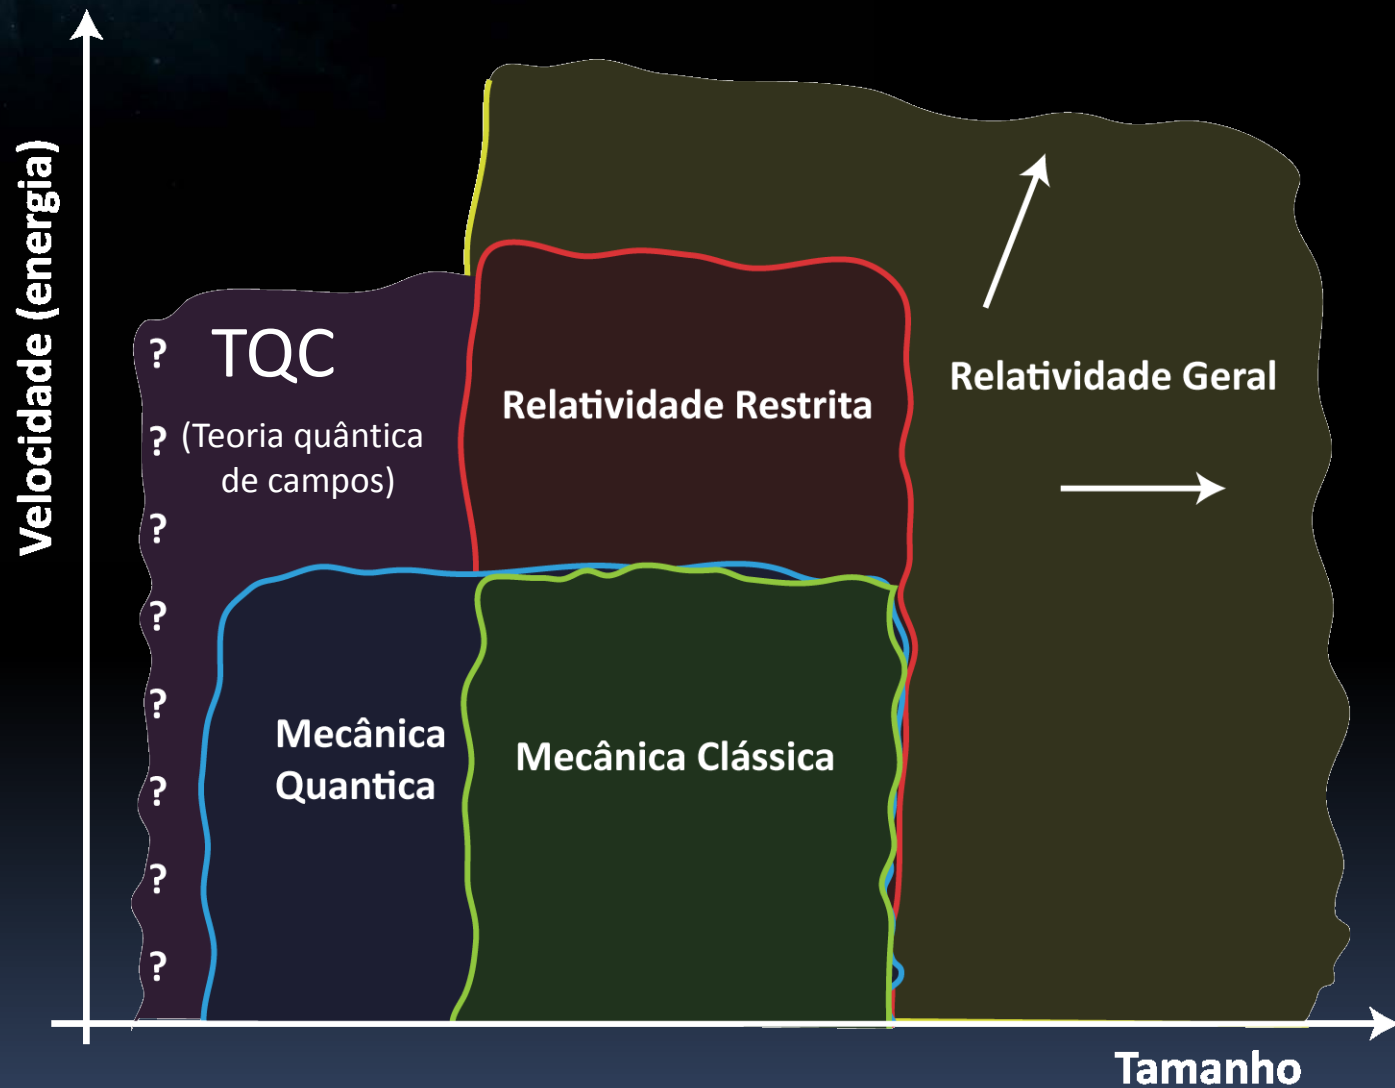 Velocidade (energia)
TQC
(Teoria quântica
de campos)
?
?
?
?
?
?
?
?
Relatividade Restrita
Relatividade Geral
Mecânica
Quantica
Mecânica Clássica
Tamanho